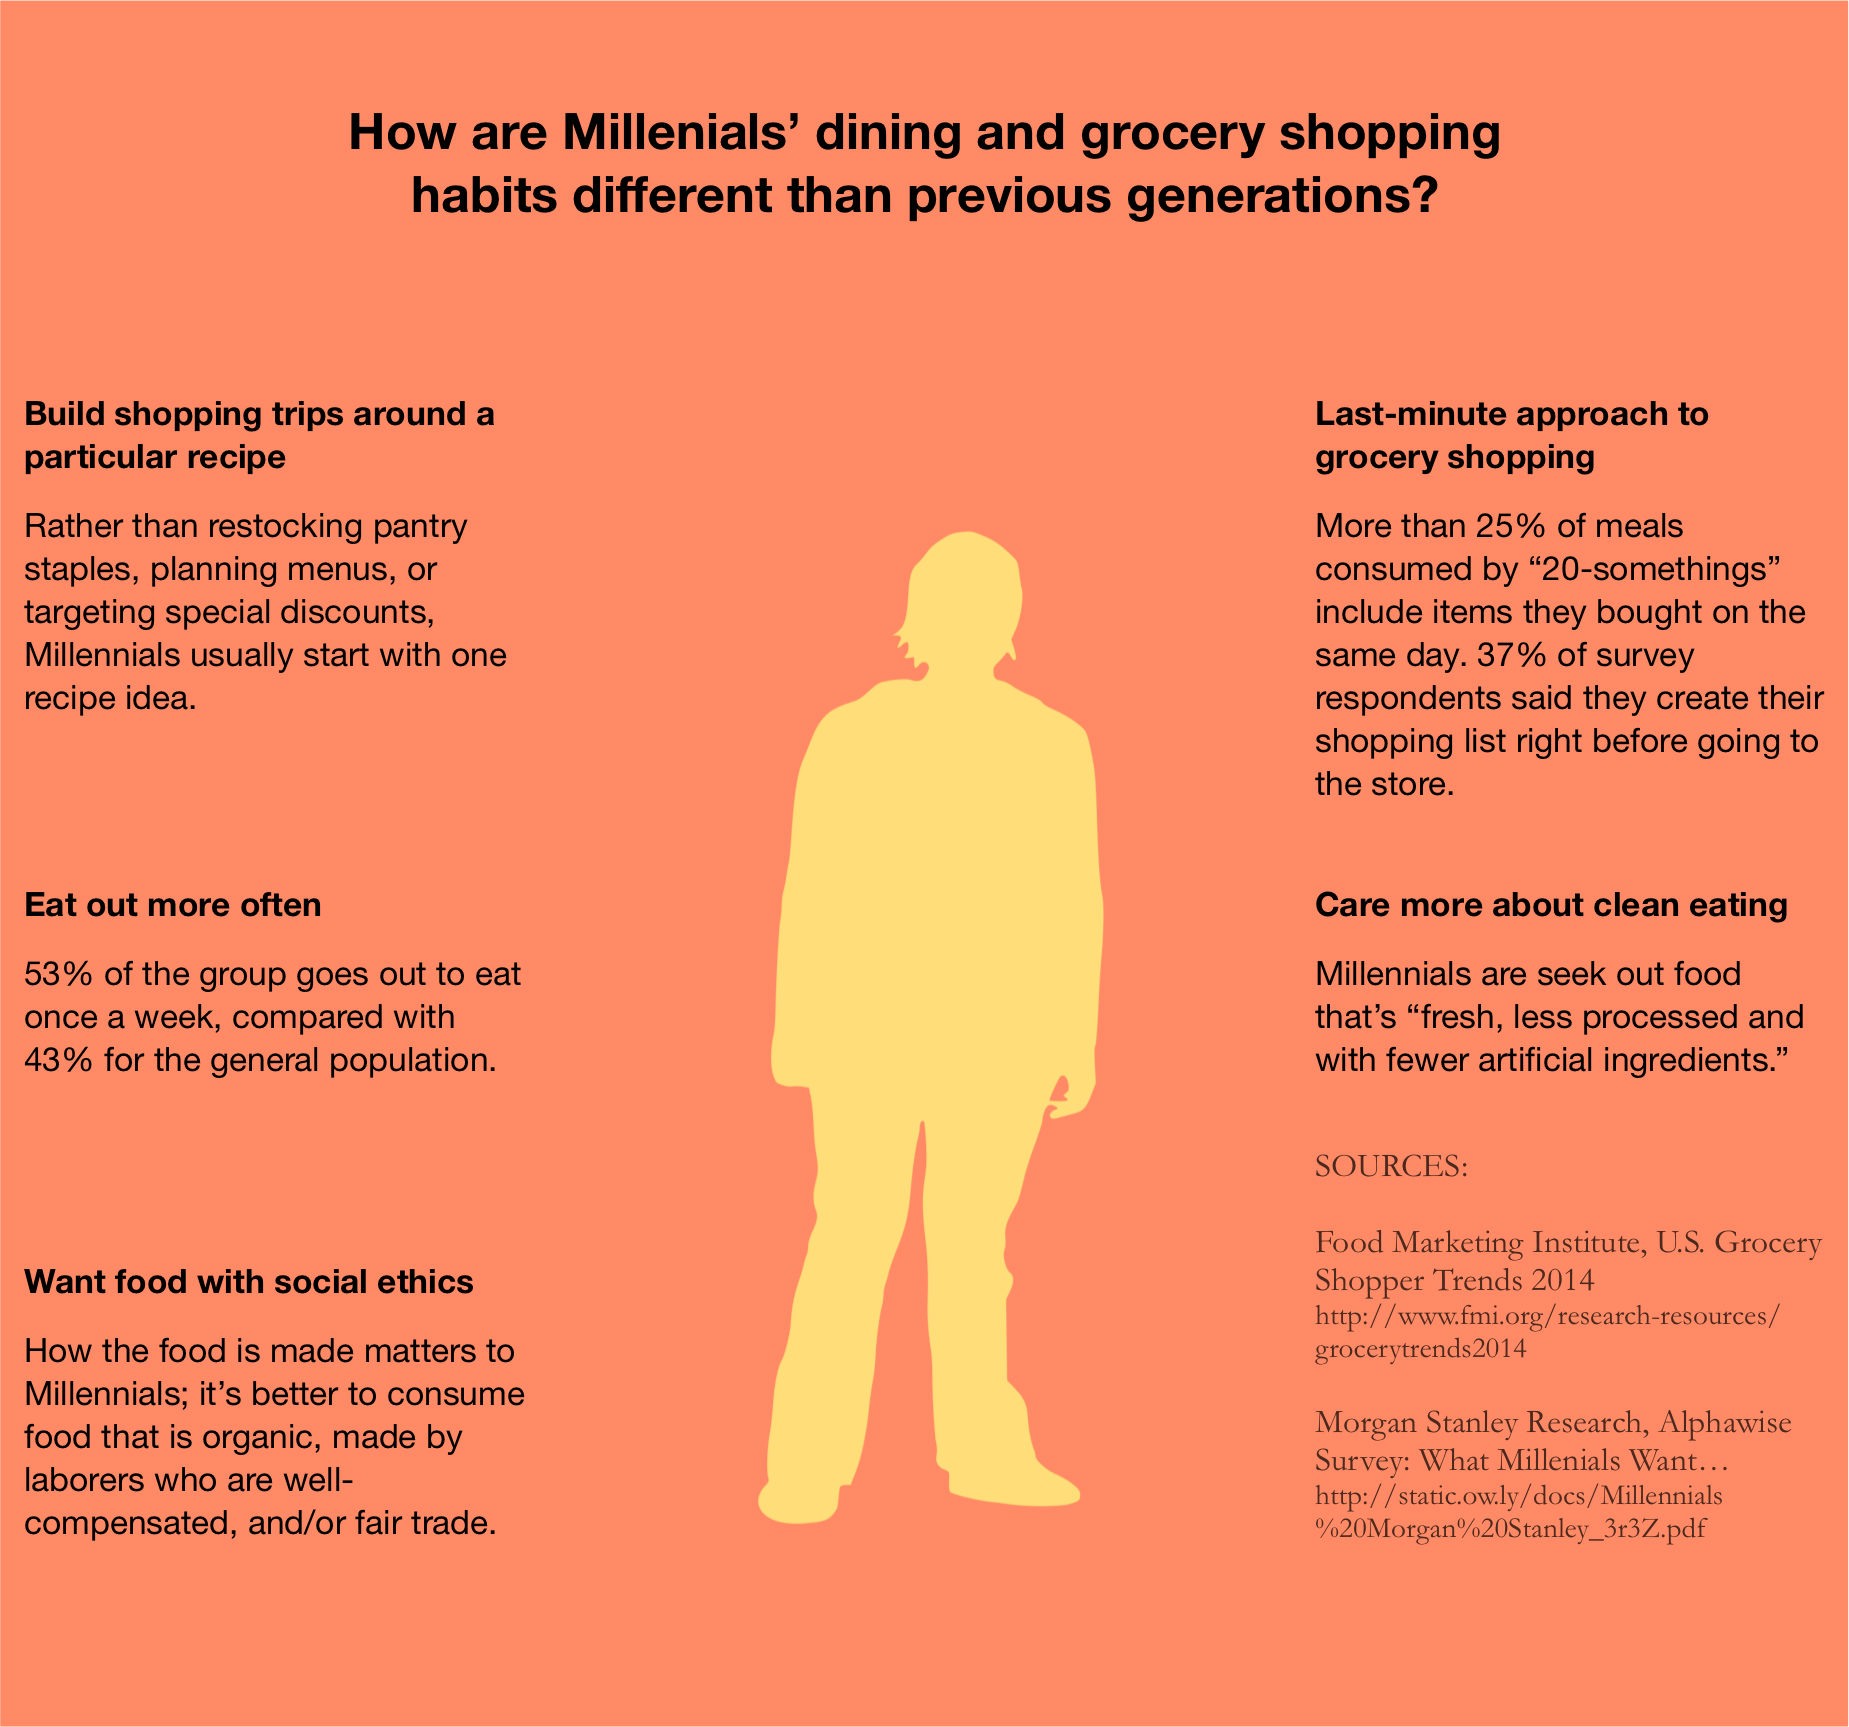 How are Millenials’ dining and grocery shopping
habits different than previous generations?
Build shopping trips around a
particular recipe
Rather than restocking pantry
staples, planning menus, or
targeting special discounts,
Millennials usually start with one
recipe idea.
Eat out more often
53% of the group goes out to eat
once a week, compared with
43% for the general population.
Want food with social ethics
How the food is made matters to
Millennials; it’s better to consume
food that is organic, made by
laborers who are well-
compensated, and/or fair trade.
Last-minute approach to
grocery shopping
More than 25% of meals
consumed by “20-somethings”
include items they bought on the
same day. 37% of survey
respondents said they create their
shopping list right before going to
the store.
Care more about clean eating
Millennials are seek out food
that’s “fresh, less processed and
with fewer artificial ingredients.”
SOURCES:
Food Marketing Institute, U.S. Grocery
Shopper Trends 2014
http://www.fmi.org/research-resources/
grocerytrends2014
Morgan Stanley Research, Alphawise
Survey: What Millenials Want…
http://static.ow.ly/docs/Millennials
%20Morgan%20Stanley_3r3Z.pdf